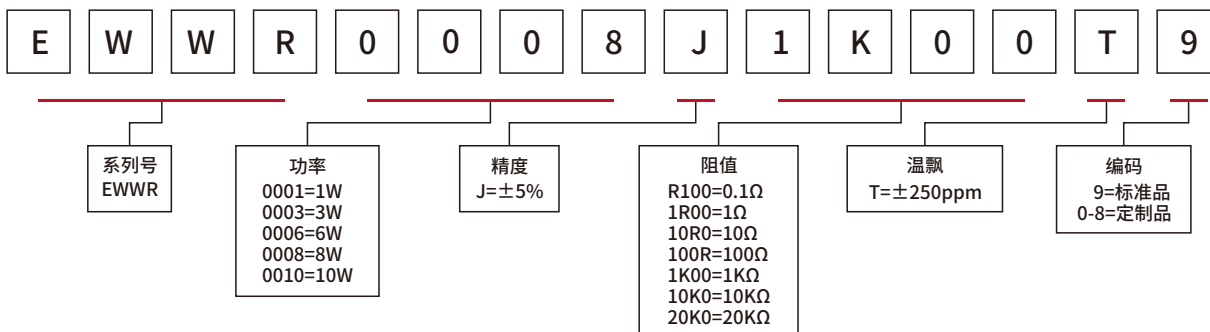 E W W R 0 0 0 8 J 1 K 0 0 T 9
系列号
EWWR
功率
0001=1W
0003=3W
0006=6W
0008=8W
0010=10W
精度
J=±5%
阻值
R100=0.1Ω
1R00=1Ω
10R0=10Ω
100R=100Ω
1K00=1KΩ
10K0=10KΩ
20K0=20KΩ
温飘
T=±250ppm
编码
9=标准品
0-8=定制品